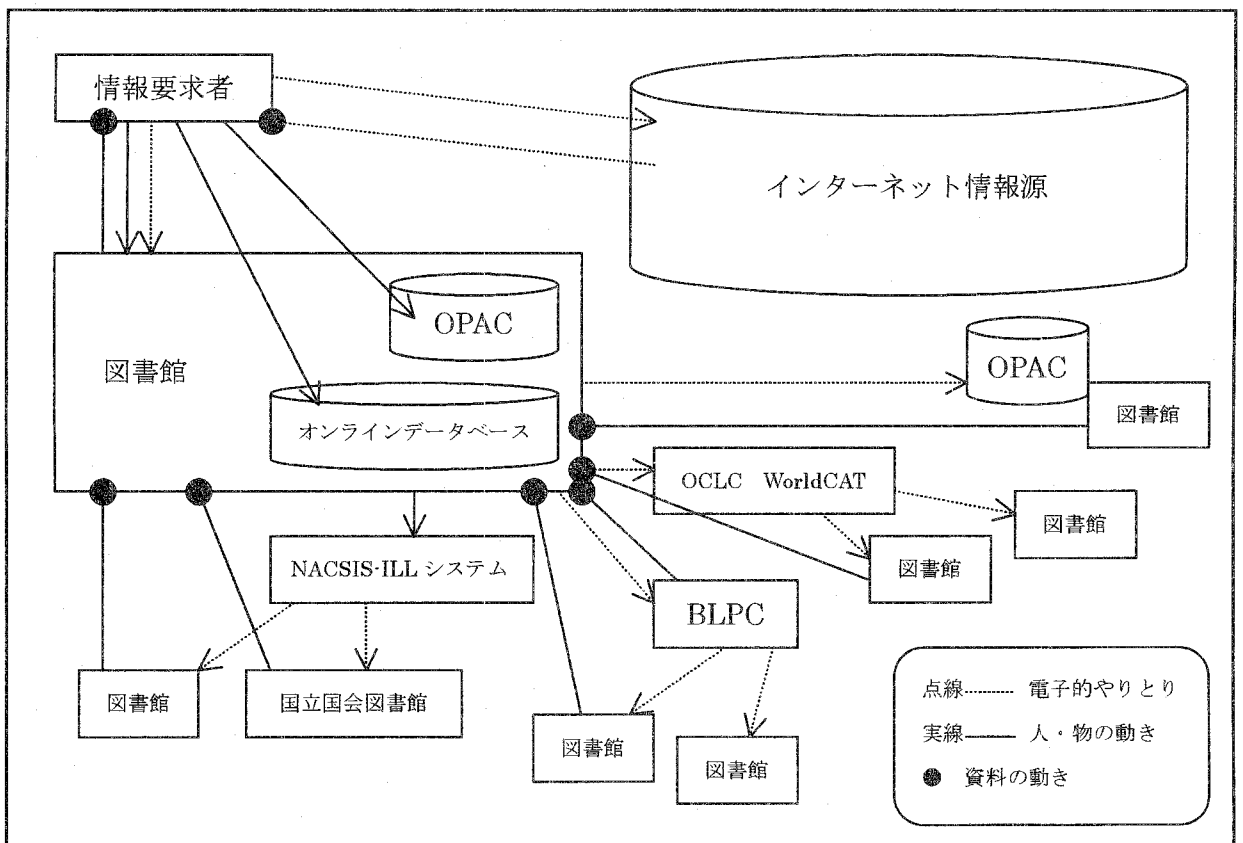 情報要求者
インターネット情報源
OPAC
図書館
オンラインデータベース
OPAC
図書館
OCLC WorldCAT
図書館
図書館
NACSIS-ILL システム
BLPC
図書館
国立国会図書館
図書館
図書館
点線 電子的やりとり
実線 人・物の動き
● 資料の動き